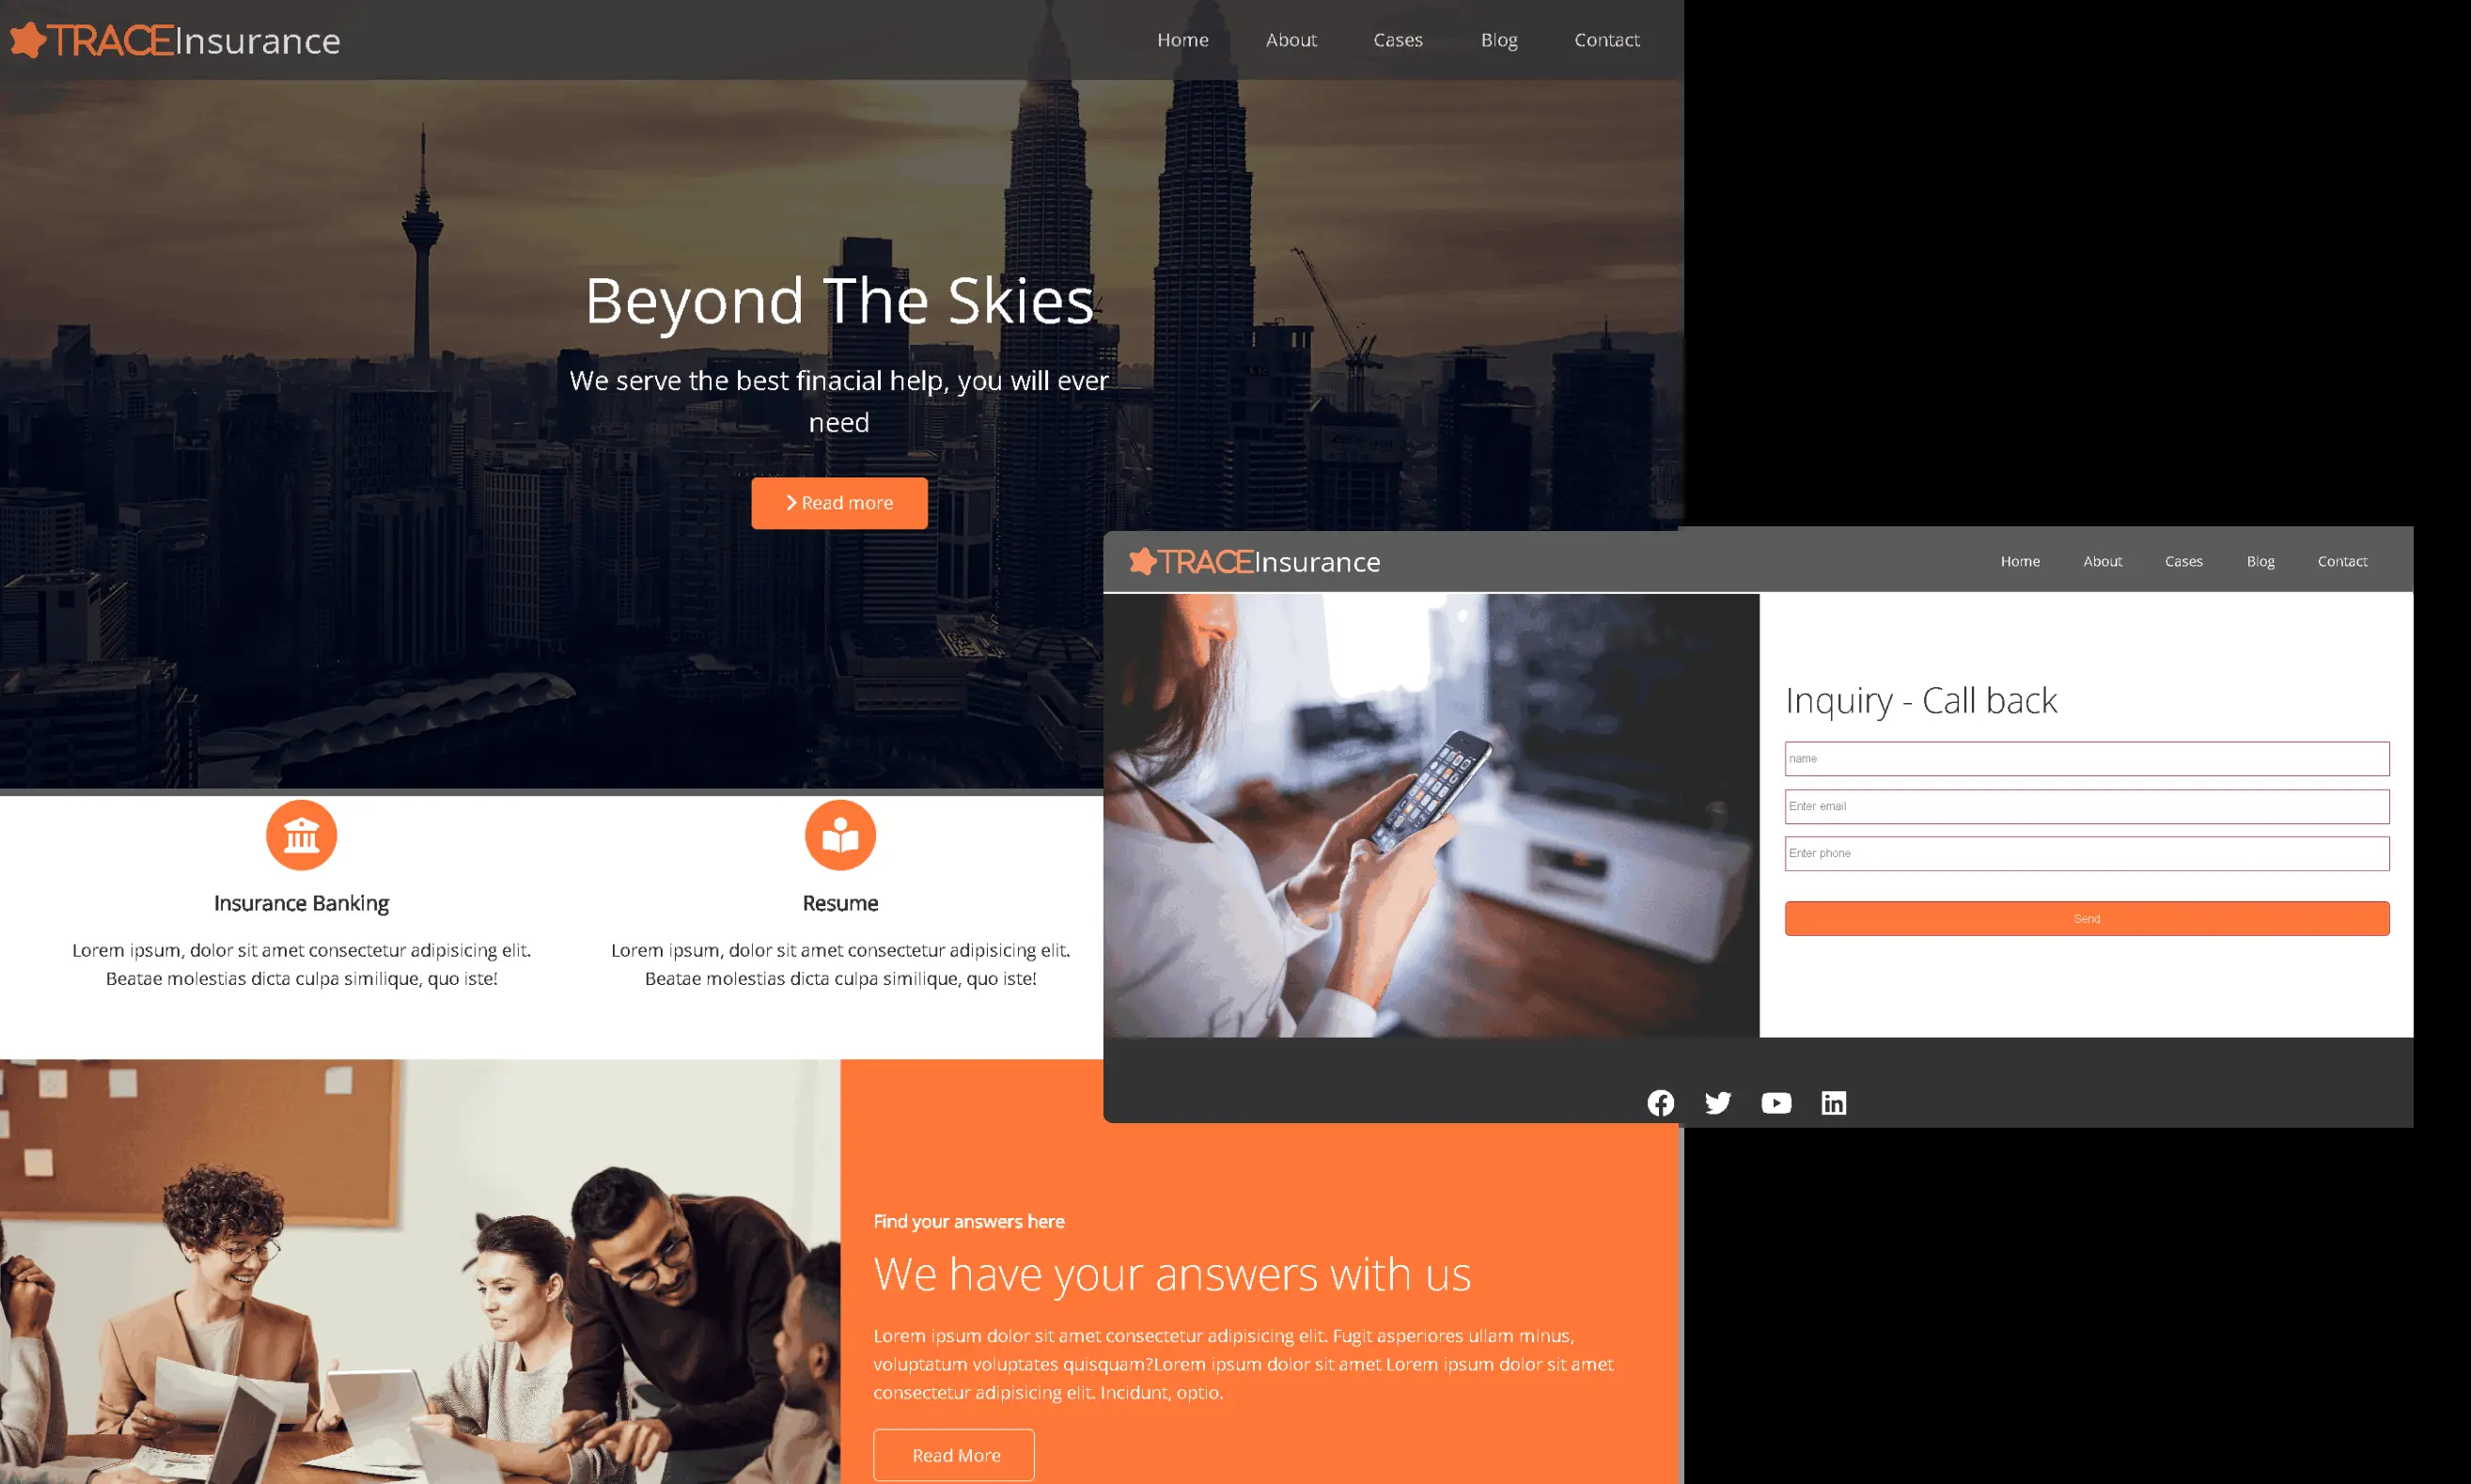 TRACEInsurance
Home About Cases Blog Contact
Beyond The Skies
We serve the best finacial help, you will ever
need
Read more
Insurance Banking
Lorem ipsum, dolor sit amet consectetur adipisicing elit.
Beatae molestias dicta culpa similique, quo iste!
Resume
Lorem ipsum, dolor sit amet consectetur adipisicing elit.
Beatae molestias dicta culpa similique, quo iste!
Find your answers here
We have your answers with us
Lorem ipsum dolor sit amet consectetur adipisicing elit. Fugit asperiores ullam minus,
voluptatum voluptates quisquam?Lorem ipsum dolor sit amet Lorem ipsum dolor sit amet
consectetur adipisicing elit. Incidunt, optio.
Read More
TRACEInsurance
Home About Cases Blog Contact
Inquiry - Call back
name
Enter email
Enter phone
Send